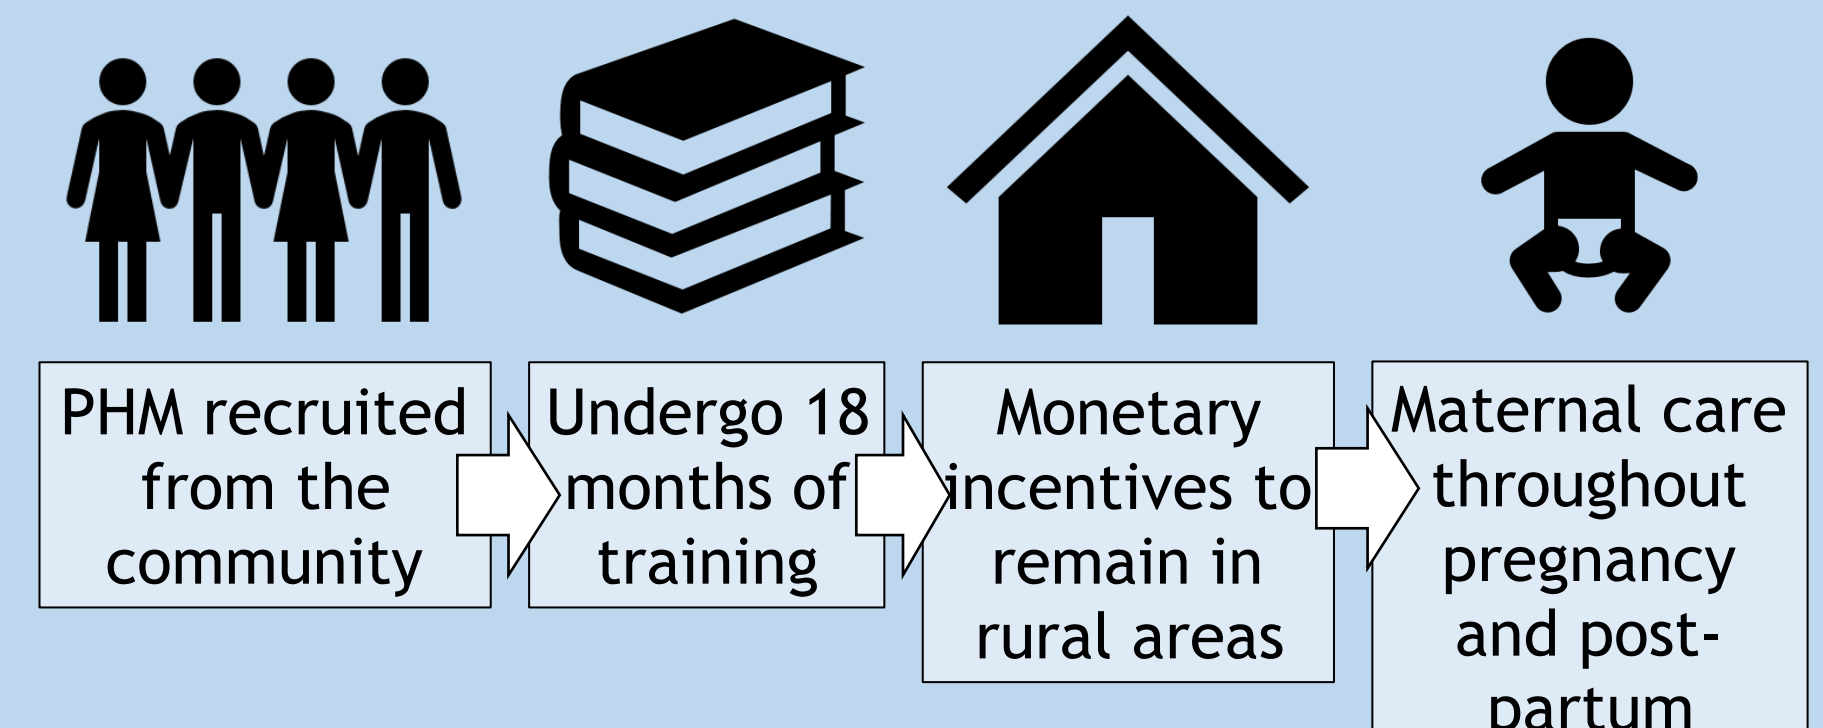 PHM recruited
from the
community
Undergo 18
months of
training
Monetary
incentives to
remain in
rural areas
Maternal care
throughout
pregnancy
and post-
partum